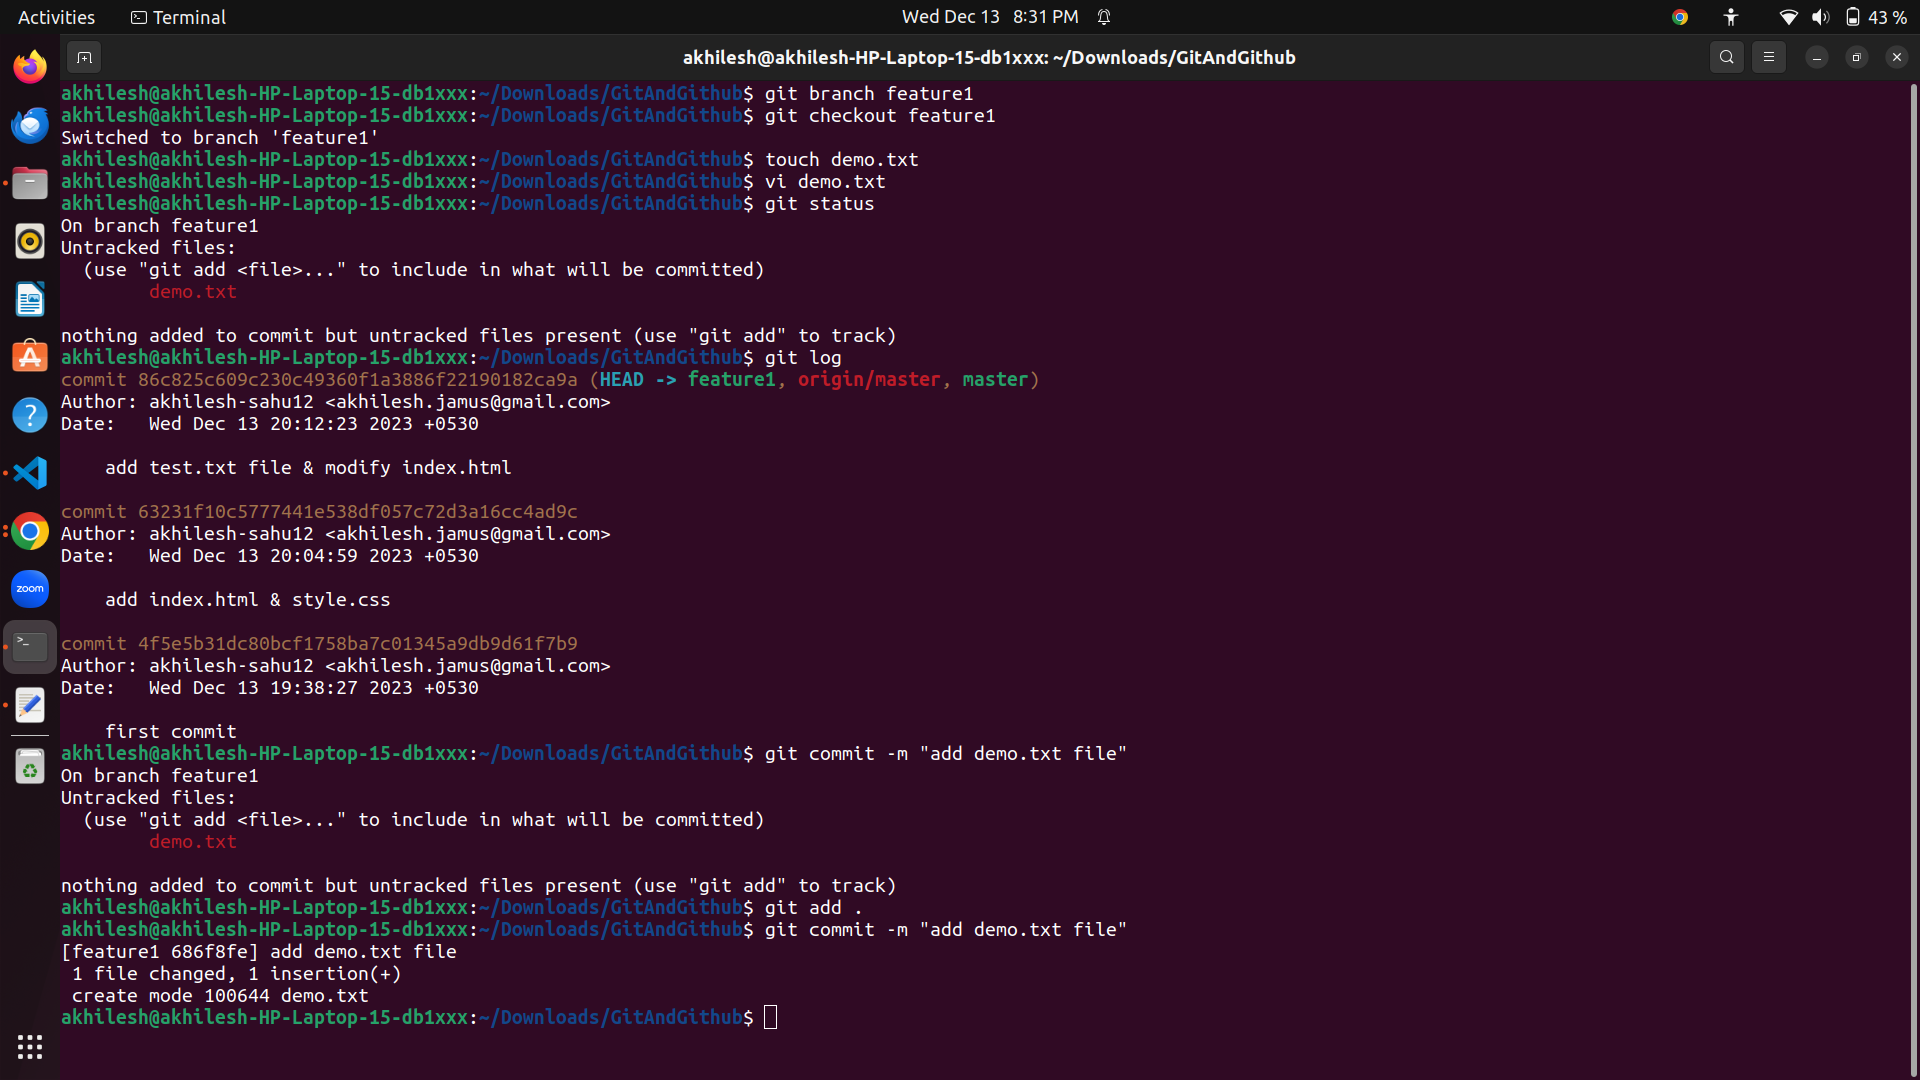 Activities Terminal Wed Dec 13 8:31 PM 43 %
akhilesh@akhilesh-HP-Laptop-15-db1xxx: ~/Downloads/GitAndGithub
akhilesh@akhilesh-HP-Laptop-15-db1xxx:~/Downloads/GitAndGithub$ git branch feature1
akhilesh@akhilesh-HP-Laptop-15-db1xxx:~/Downloads/GitAndGithub$ git checkout feature1
Switched to branch 'feature1'
akhilesh@akhilesh-HP-Laptop-15-db1xxx:~/Downloads/GitAndGithub$ touch demo.txt
akhilesh@akhilesh-HP-Laptop-15-db1xxx:~/Downloads/GitAndGithub$ vi demo.txt
akhilesh@akhilesh-HP-Laptop-15-db1xxx:~/Downloads/GitAndGithub$ git status
On branch feature1
Untracked files:
  (use "git add <file>..." to include in what will be committed)
        demo.txt

nothing added to commit but untracked files present (use "git add" to track)
akhilesh@akhilesh-HP-Laptop-15-db1xxx:~/Downloads/GitAndGithub$ git log
commit 86c825c609c230c49360f1a3886f22190182ca9a (HEAD -> feature1, origin/master, master)
Author: akhilesh-sahu12 <akhilesh.jamus@gmail.com>
Date:   Wed Dec 13 20:12:23 2023 +0530

    add test.txt file & modify index.html

commit 63231f10c5777441e538df057c72d3a16cc4ad9c
Author: akhilesh-sahu12 <akhilesh.jamus@gmail.com>
Date:   Wed Dec 13 20:04:59 2023 +0530

    add index.html & style.css

commit 4f5e5b31dc80bcf1758ba7c01345a9db9d61f7b9
Author: akhilesh-sahu12 <akhilesh.jamus@gmail.com>
Date:   Wed Dec 13 19:38:27 2023 +0530

    first commit
akhilesh@akhilesh-HP-Laptop-15-db1xxx:~/Downloads/GitAndGithub$ git commit -m "add demo.txt file"
On branch feature1
Untracked files:
  (use "git add <file>..." to include in what will be committed)
        demo.txt

nothing added to commit but untracked files present (use "git add" to track)
akhilesh@akhilesh-HP-Laptop-15-db1xxx:~/Downloads/GitAndGithub$ git add .
akhilesh@akhilesh-HP-Laptop-15-db1xxx:~/Downloads/GitAndGithub$ git commit -m "add demo.txt file"
[feature1 686f8fe] add demo.txt file
 1 file changed, 1 insertion(+)
 create mode 100644 demo.txt
akhilesh@akhilesh-HP-Laptop-15-db1xxx:~/Downloads/GitAndGithub$
zoom